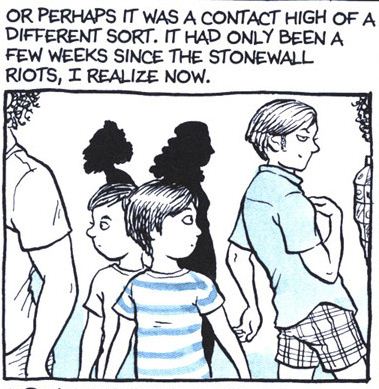 OR PERHAPS IT WAS A CONTACT HIGH OF A
DIFFERENT SORT. IT HAD ONLY BEEN A
FEW WEEKS SINCE THE STONEWALL
RIOTS, I REALIZE NOW.